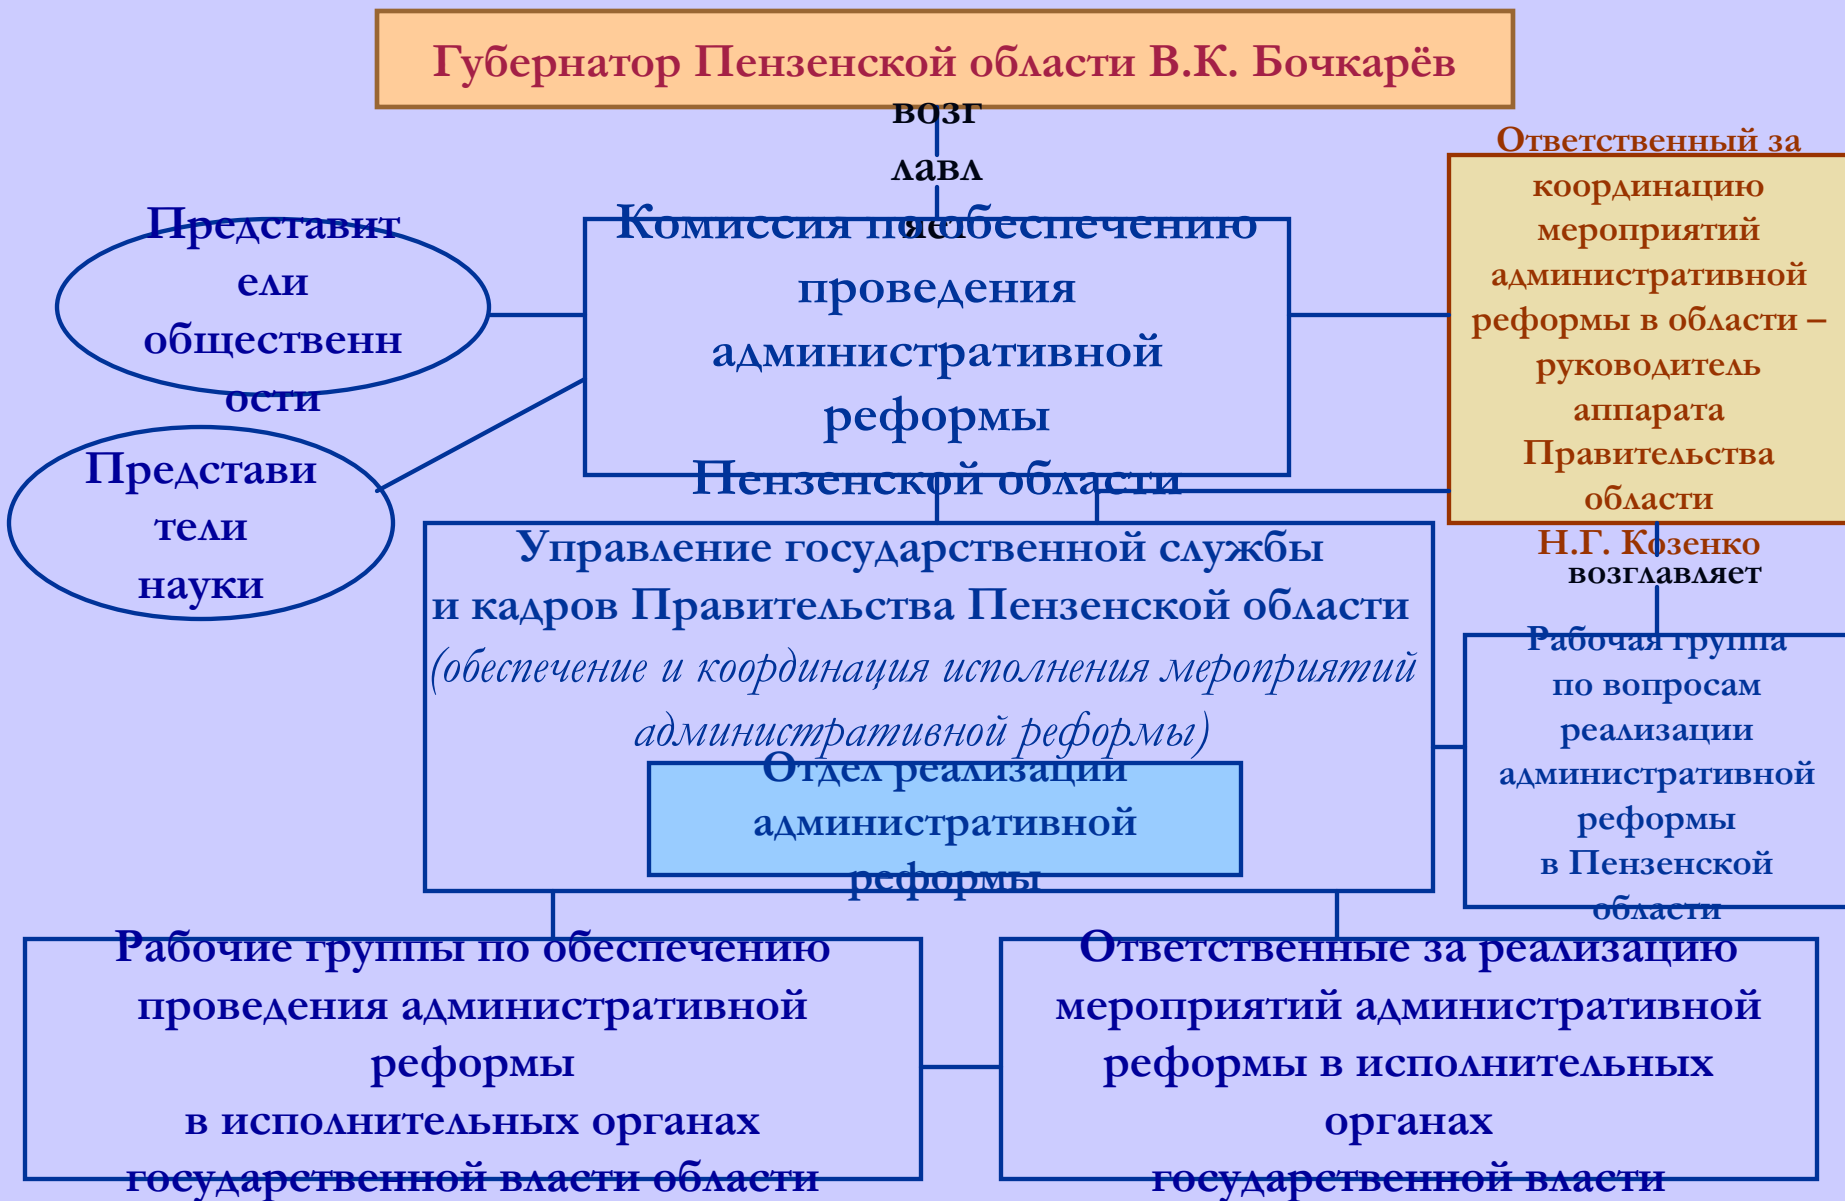 Губернатор Пензенской области В.К. Бочкарёв
возг
лавл
яет
Представит
ели
общественн
ости
Представи
тели
науки
Комиссия по обеспечению
проведения
административной
реформы
Пензенской области
Ответственный за
координацию
мероприятий
административной
реформы в области –
руководитель
аппарата
Правительства
области
Н.Г. Козенко
возглавляет
Управление государственной службы
и кадров Правительства Пензенской области
(обеспечение и координация исполнения мероприятий
административной реформы)
Отдел реализации
административной
реформы
Рабочая группа
по вопросам
реализации
административной
реформы
в Пензенской
области
Рабочие группы по обеспечению
проведения административной
реформы
в исполнительных органах
государственной власти области
Ответственные за реализацию
мероприятий административной
реформы в исполнительных
органах
государственной власти